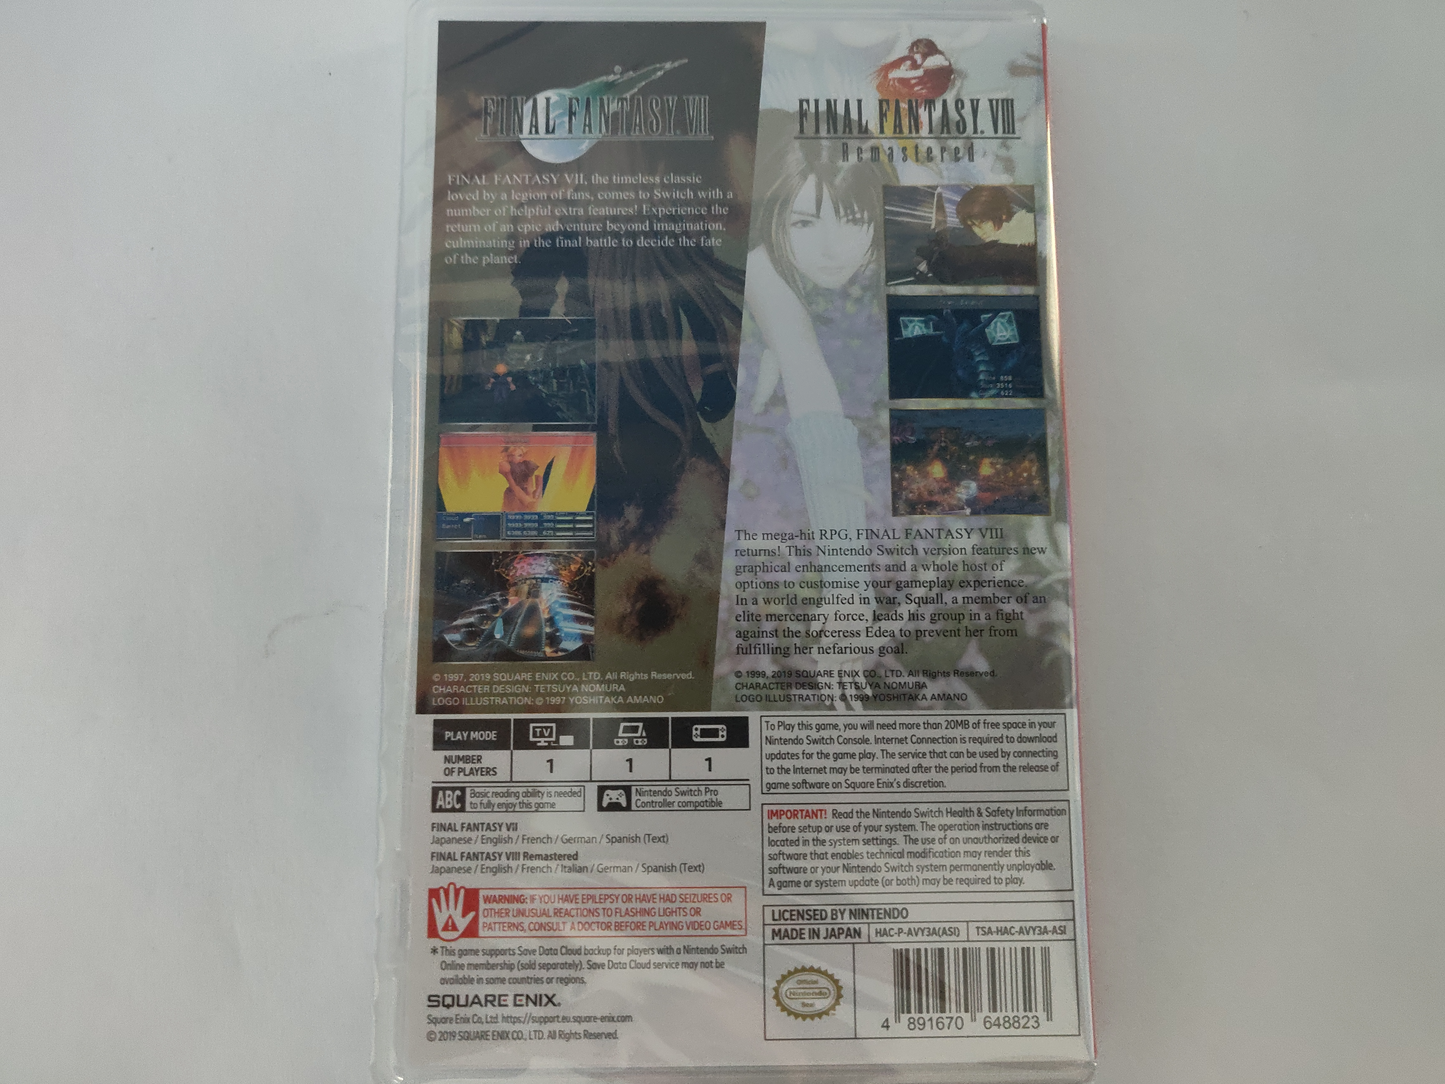 FINAL FANTASY VII
FINAL FANTASY VII, the timeless classic
loved by a legion of fans, comes to Switch with a
number of helpful extra features! Experience the
return of an epic adventure beyond imagination,
culminating in the final battle to decide the fate
of the planet.
© 1997, 2019 SQUARE ENIX CO., LTD. All Rights Reserved.
CHARACTER DESIGN: TETSUYA NOMURA
LOGO ILLUSTRATION: © 1997 YOSHITAKA AMANO
FINAL FANTASY VIII
Remastered
The mega-hit RPG, FINAL FANTASY VIII
returns! This Nintendo Switch version features new
graphical enhancements and a whole host of
options to customise your gameplay experience.
In a world engulfed in war, Squall, a member of an
elite mercenary force, leads his group in a fight
against the sorceress Edea to prevent her from
fulfilling her nefarious goal.
© 1999, 2019 SQUARE ENIX CO., LTD. All Rights Reserved.
CHARACTER DESIGN: TETSUYA NOMURA
LOGO ILLUSTRATION: © 1999 YOSHITAKA AMANO
PLAY MODE TV
NUMBER
OF PLAYERS 1 1 1
ABC Basic reading ability is needed
to fully enjoy this game
Nintendo Switch Pro
Controller compatible
FINAL FANTASY VII
Japanese / English / French / German / Spanish (Text)
FINAL FANTASY VIII Remastered
Japanese / English / French / Italian / German / Spanish (Text)
WARNING: IF YOU HAVE EPILEPSY OR HAVE HAD SEIZURES OR
OTHER UNUSUAL REACTIONS TO FLASHING LIGHTS OR
PATTERNS, CONSULT A DOCTOR BEFORE PLAYING VIDEO GAMES.
* This game supports Save Data Cloud backup for players with a Nintendo Switch
Online membership (sold separately). Save Data Cloud service may not be
available in some countries or regions.
SQUARE ENIX.
Square Enix Co, Ltd. https://support.eu.square-enix.com
© 2019 SQUARE ENIX CO., LTD. All Rights Reserved.
To Play this game, you will need more than 20MB of free space in your
Nintendo Switch Console. Internet Connection is required to download
updates for the game play. The service that can be used by connecting
to the Internet may be terminated after the period from the release of
game software on Square Enix's discretion.
IMPORTANT! Read the Nintendo Switch Health & Safety Information
before setup or use of your system. The operation instructions are
located in the system settings. The use of an unauthorized device or
software that enables technical modification may render this
software or your Nintendo Switch system permanently unplayable.
A game or system update (or both) may be required to play.
LICENSED BY NINTENDO
MADE IN JAPAN HAC-P-AVY3A(ASI) TSA-HAC-AVY3A-ASI
Official
Nintendo
Seal
4 891670 648823